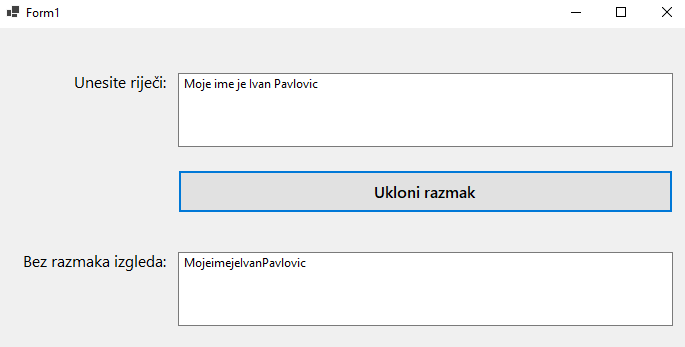 Form1
Unesite riječi:
Moje ime je Ivan Pavlovic
Ukloni razmak
Bez razmaka izgleda:
MojeimejeIvanPavlovic